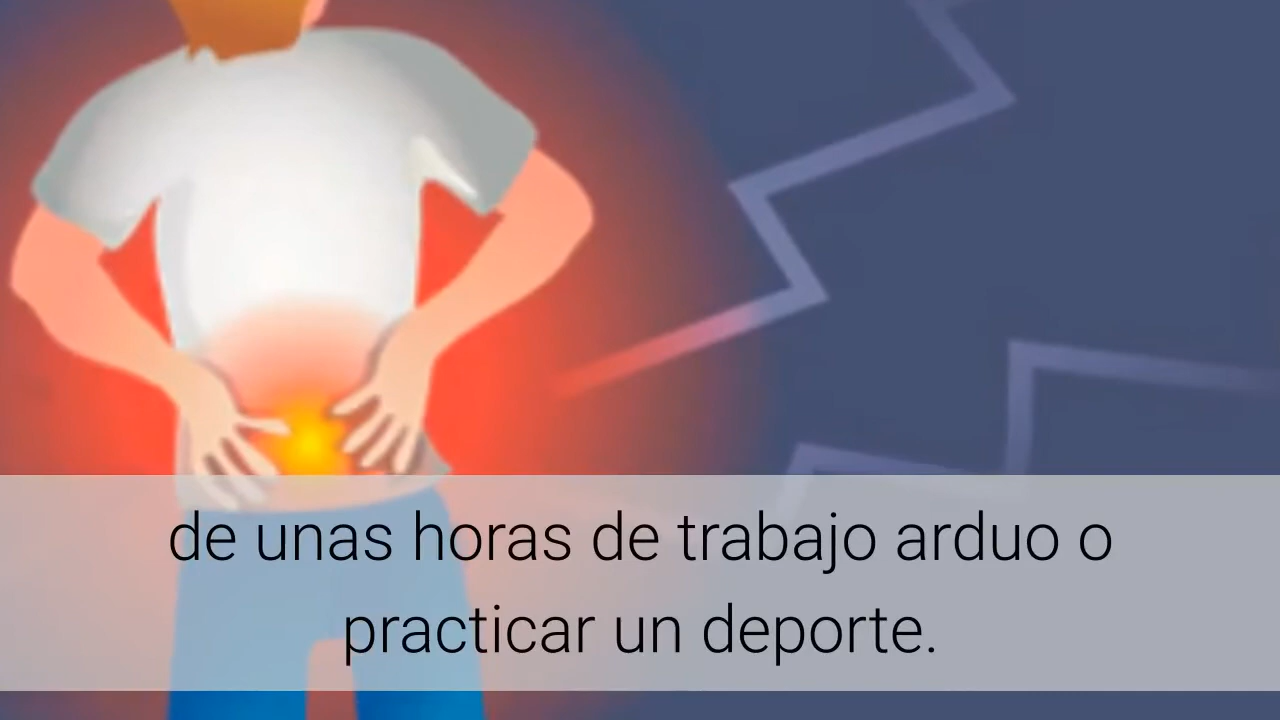 de unas horas de trabajo arduo o
practicar un deporte.